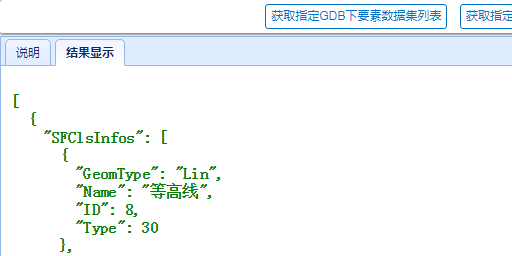 获取指定GDB下要素数据集列表 获取指定
说明 结果显示
[
{
"SFClsInfos": [
{
"GeomType": "Lin",
"Name": "等高线",
"ID": 8,
"Type": 30
},